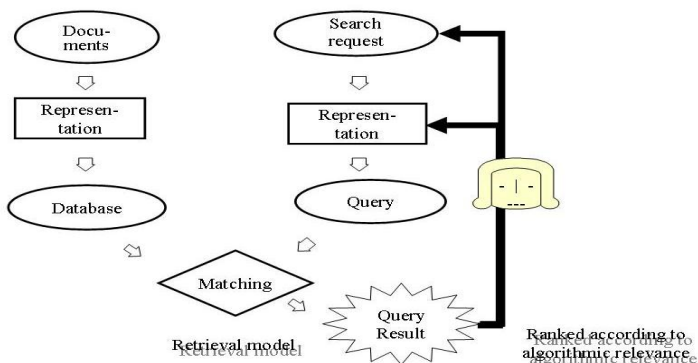 Docu-
ments
Search
request
Represen-
tation
Represen-
tation
Database
Query
Matching
Query
Result
Retrieval model
Ranked according to
algorithmic relevance